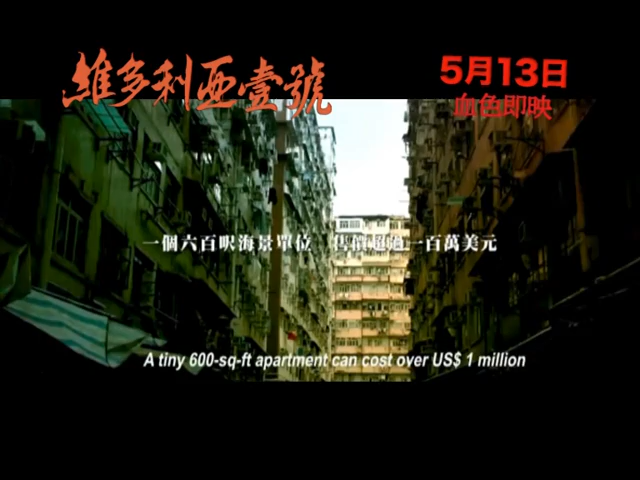 維多利亞壹號
5月13日
血色即映
一個六百呎海景單位 售價超過一百萬美元
A tiny 600-sq-ft apartment can cost over US$ 1 million